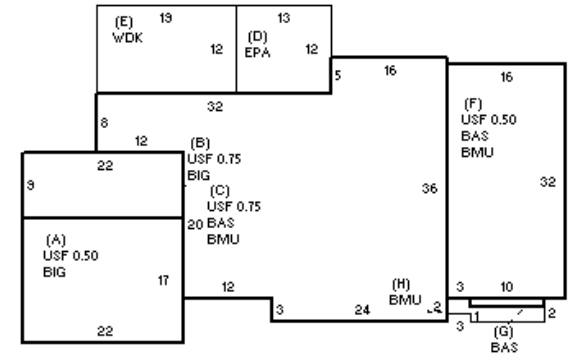 (E)
WDK
19
12
13
(D)
EPA
12
5
16
16
32
8
12
(F)
USF 0.50
BAS
BMU
22
(B)
USF 0.75
BIG
9
(C)
USF 0.75
BAS
BMU
20
36
32
(A)
USF 0.50
BIG
17
12
22
3
24
(H)
BMU
2
3
10
3
1
2
(G)
BAS